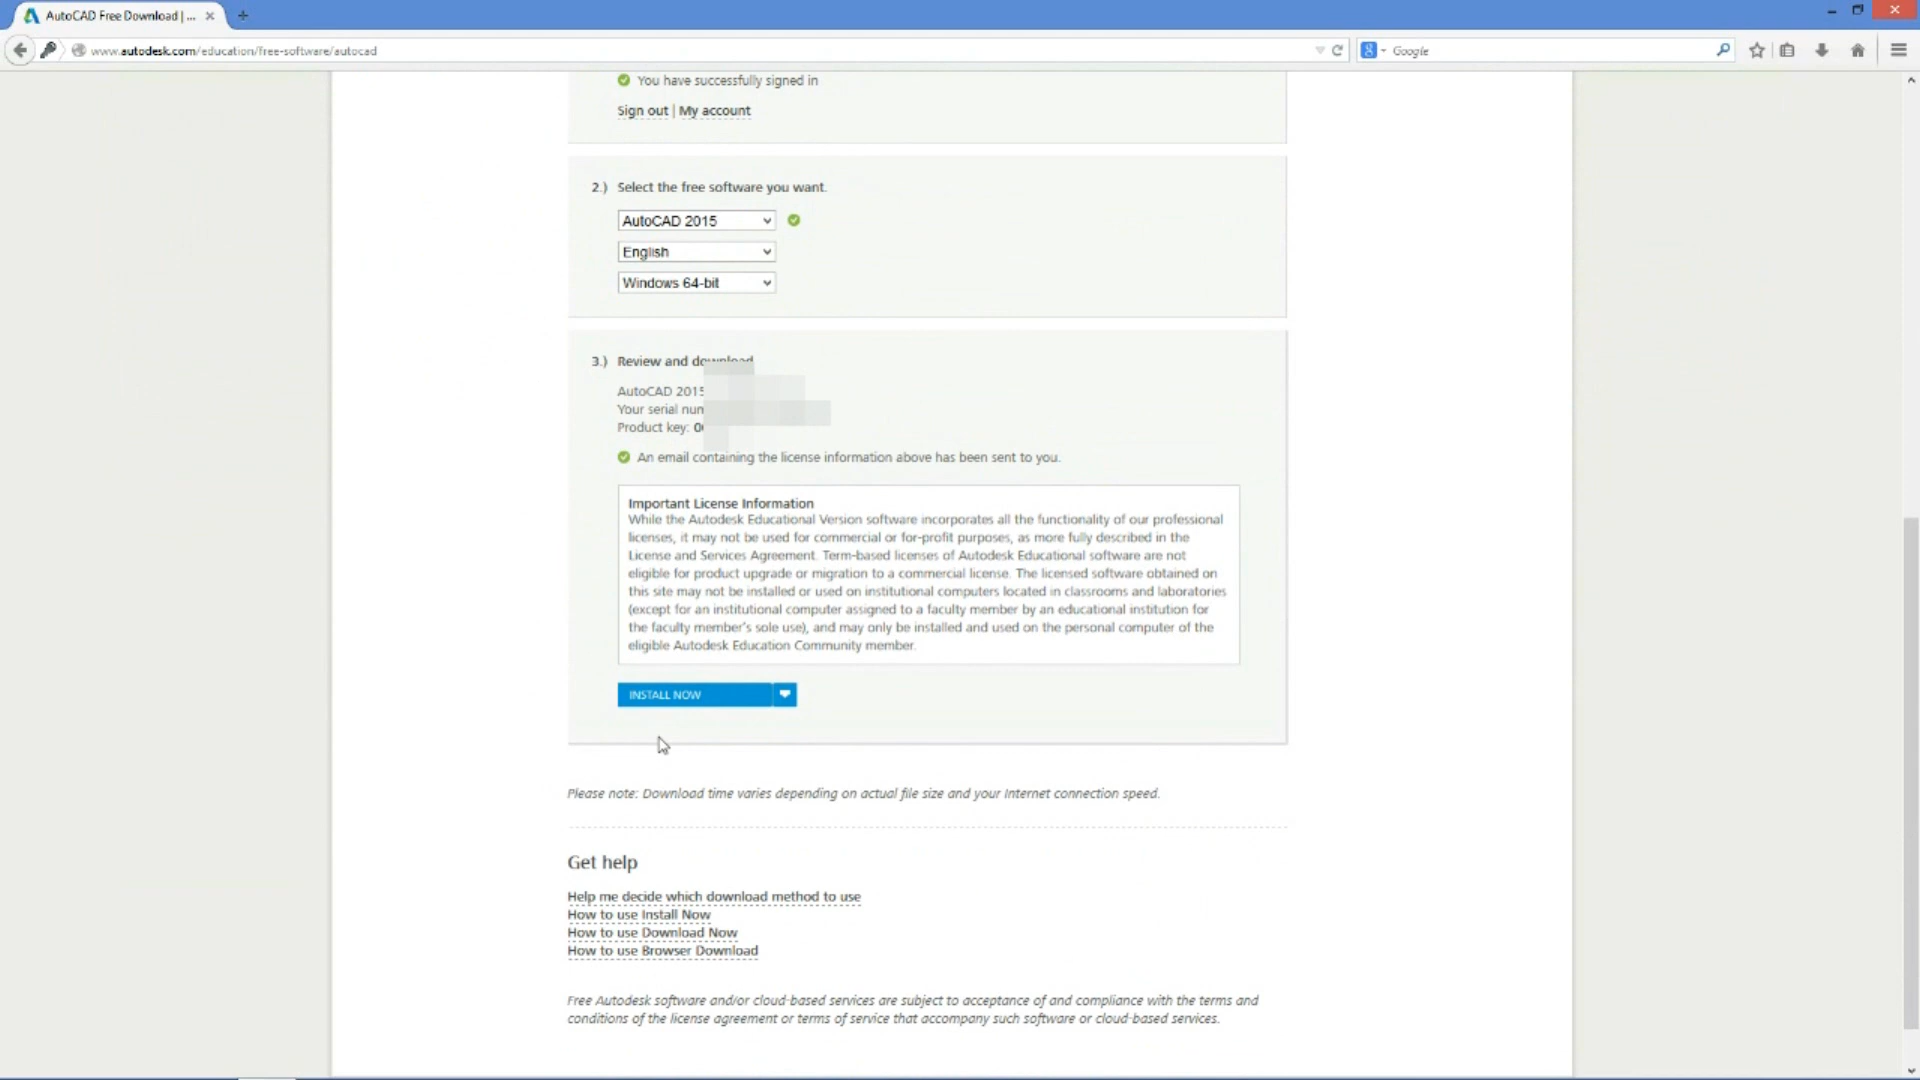 AutoCAD Free Download | ...
www.autodesk.com/education/free-software/autocad
Google
You have successfully signed in
Sign out | My account
2.) Select the free software you want.
AutoCAD 2015
English
Windows 64-bit
3.) Review and download
AutoCAD 2015
Your serial
Product key:
An email containing the license information above has been sent to you.
Important License Information
While the Autodesk Educational Version software incorporates all the functionality of our professional
licenses, it may not be used for commercial or for-profit purposes, as more fully described in the
License and Services Agreement. Term-based licenses of Autodesk Educational software are not
eligible for product upgrade or migration to a commercial license. The licensed software obtained on
this site may not be installed or used on institutional computers located in classrooms and laboratories
(except for an institutional computer assigned to a faculty member by an educational institution for
the faculty member's sole use), and may only be installed and used on the personal computer of the
eligible Autodesk Education Community member.
INSTALL NOW
Please note: Download time varies depending on actual file size and your Internet connection speed.
Get help
Help me decide which download method to use
How to use Install Now
How to use Download Now
How to use Browser Download
Free Autodesk software and/or cloud-based services are subject to acceptance of and compliance with the terms and
conditions of the license agreement or terms of service that accompany such software or cloud-based services.